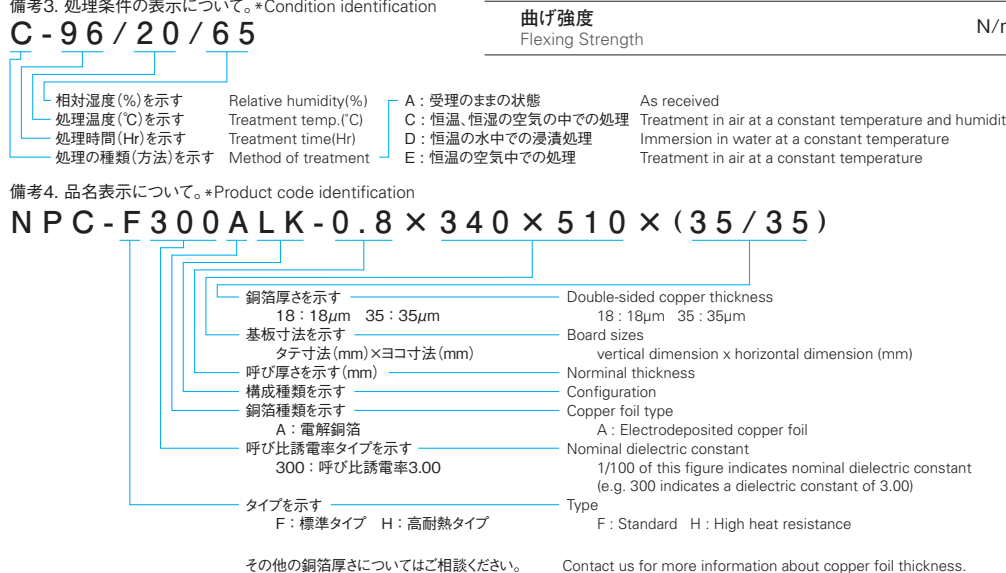 備考3. 処理条件の表示について。*Condition identification
C-96/20/65
曲げ強度
Flexing Strength
相対湿度(%)を示す Relative humidity(%)
処理温度(℃)を示す Treatment temp.(℃)
処理時間(Hr)を示す Treatment time(Hr)
処理の種類(方法)を示す Method of treatment
A:受理のままの状態 As received
C:恒温、恒湿の空気の中での処理 Treatment in air at a constant temperature and
D:恒温の水中での浸漬処理 Immersion in water at a constant temperature
E:恒温の空気中での処理 Treatment in air at a constant temperature
備考4. 品名表示について。*Product code identification
NPC-F300ALK-0.8×340×510×(35/35)
銅箔厚さを示す Double-sided copper thickness
18:18μm 35:35μm 18 : 18μm 35 : 35μm
基板寸法を示す Board sizes
タテ寸法(mm)×ヨコ寸法(mm) vertical dimension x horizontal dimension (mm)
呼び厚さを示す(mm) Norminal thickness
構成種類を示す Configuration
銅箔種類を示す Copper foil type
A:電解銅箔 A : Electrodeposited copper foil
呼び比誘電率タイプを示す Nominal dielectric constant
300:呼び比誘電率3.00 1/100 of this figure indicates nominal dielectric constant
(e.g. 300 indicates a dielectric constant of 3.00)
タイプを示す Type
F:標準タイプ H:高耐熱タイプ F : Standard H : High heat resistance
その他の銅箔厚さについてはご相談ください。 Contact us for more information about copper foil thickness.